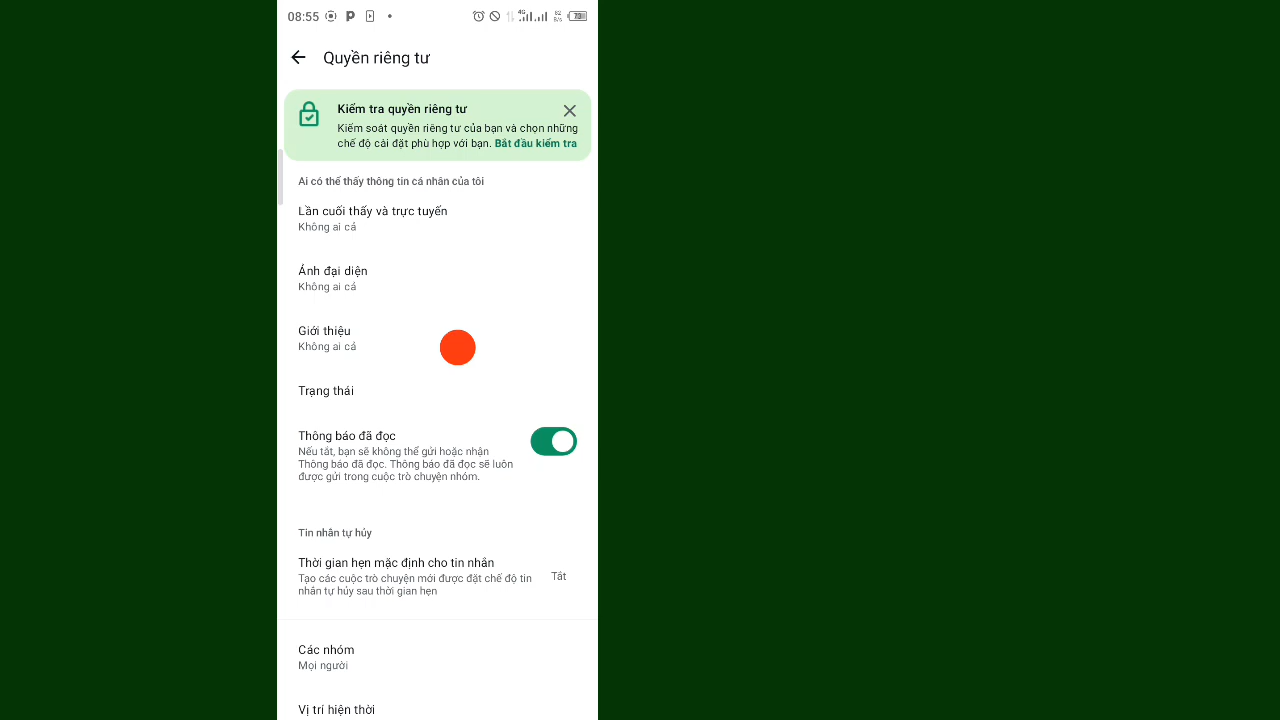 08:55
4G
70
Quyền riêng tư
Kiểm tra quyền riêng tư
Kiểm soát quyền riêng tư của bạn và chọn những
chế độ cài đặt phù hợp với bạn. Bắt đầu kiểm tra
Ai có thể thấy thông tin cá nhân của tôi
Lần cuối thấy và trực tuyến
Không ai cả
Ảnh đại diện
Không ai cả
Giới thiệu
Không ai cả
Trạng thái
Thông báo đã đọc
Nếu tắt, bạn sẽ không thể gửi hoặc nhận
Thông báo đã đọc. Thông báo đã đọc sẽ luôn
được gửi trong cuộc trò chuyện nhóm.
Tin nhắn tự hủy
Thời gian hẹn mặc định cho tin nhắn
Tạo các cuộc trò chuyện mới được đặt chế độ tin
nhắn tự hủy sau thời gian hẹn
Tắt
Các nhóm
Mọi người
Vị trí hiện thời